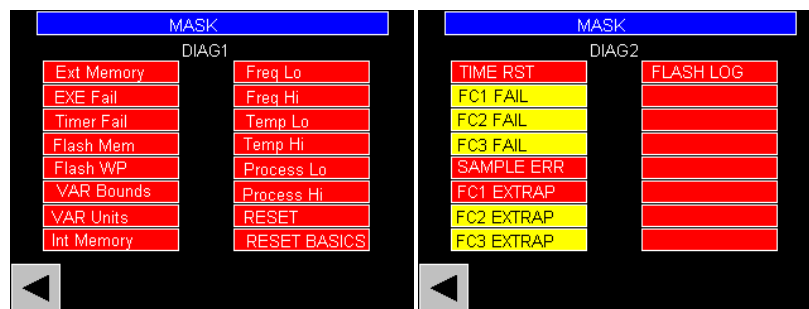 MASK
DIAG1
Ext Memory
EXE Fail
Timer Fail
Flash Mem
Flash WP
VAR Bounds
VAR Units
Int Memory
Freq Lo
Freq Hi
Temp Lo
Temp Hi
Process Lo
Process Hi
RESET
RESET BASICS
MASK
DIAG2
TIME RST
FC1 FAIL
FC2 FAIL
FC3 FAIL
SAMPLE ERR
FC1 EXTRAP
FC2 EXTRAP
FC3 EXTRAP
FLASH LOG